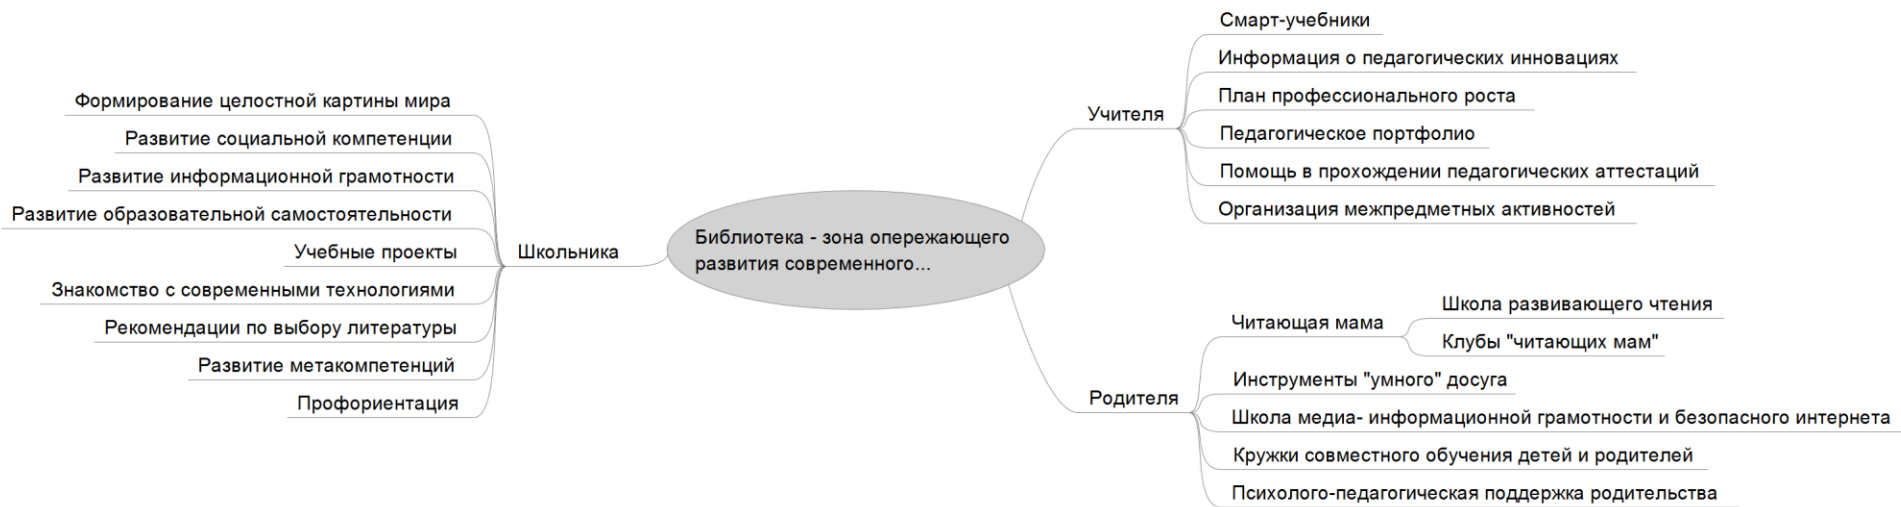 Библиотека - зона опережающего
развития современного...
Школьника
Формирование целостной картины мира
Развитие социальной компетенции
Развитие информационной грамотности
Развитие образовательной самостоятельности
Учебные проекты
Знакомство с современными технологиями
Рекомендации по выбору литературы
Развитие метакомпетенций
Профориентация
Учителя
Смарт-учебники
Информация о педагогических инновациях
План профессионального роста
Педагогическое портфолио
Помощь в прохождении педагогических аттестаций
Организация межпредметных активностей
Родителя
Читающая мама
Школа развивающего чтения
Клубы "читающих мам"
Инструменты "умного" досуга
Школа медиа- информационной грамотности и безопасного интернета
Кружки совместного обучения детей и родителей
Психолого-педагогическая поддержка родительства